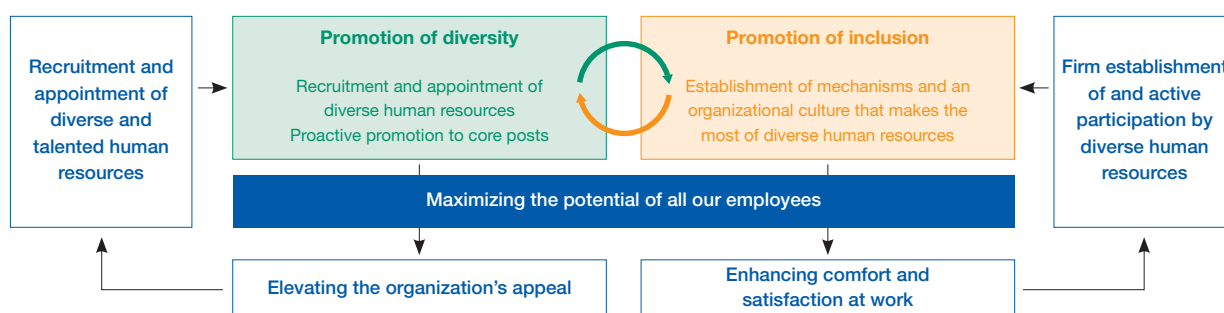 Recruitment and
appointment of
diverse and
talented human
resources
Promotion of diversity
Recruitment and appointment of
diverse human resources
Proactive promotion to core posts
Promotion of inclusion
Establishment of mechanisms and an
organizational culture that makes the
most of diverse human resources
Firm establishment
of and active
participation by
diverse human
resources
Maximizing the potential of all our employees
Elevating the organization’s appeal
Enhancing comfort and
satisfaction at work